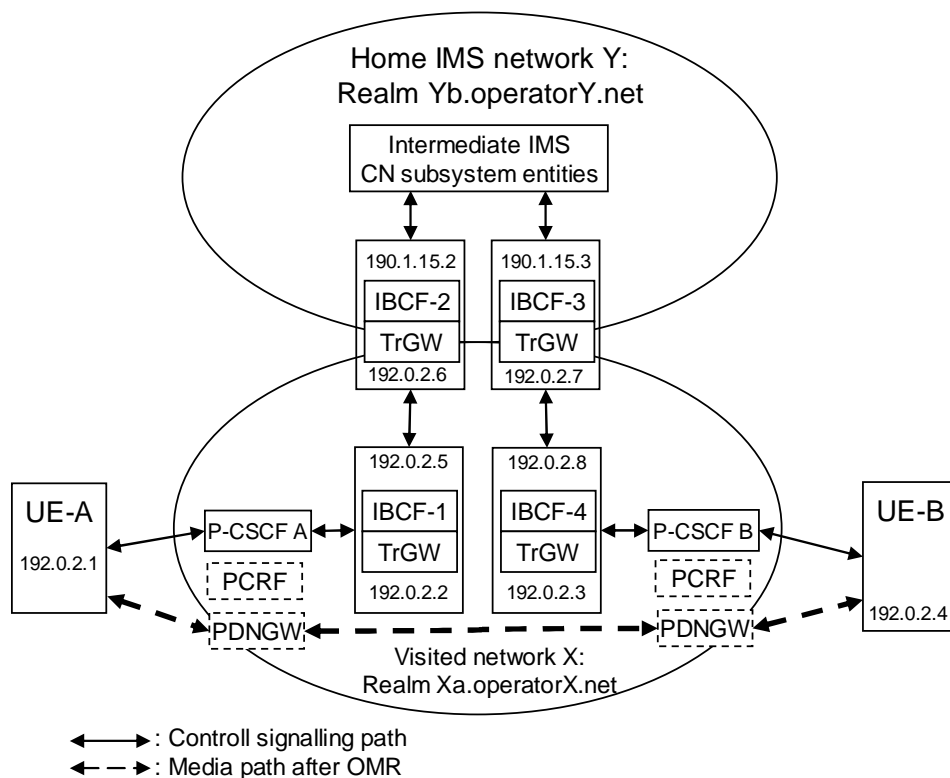 Home IMS network Y:
Realm Yb.operatorY.net
Intermediate IMS
CN subsystem entities
190.1.15.2
IBCF-2
TrGW
192.0.2.6
190.1.15.3
IBCF-3
TrGW
192.0.2.7
UE-A
192.0.2.1
P-CSCF A
PCRF
PDNGW
192.0.2.5
IBCF-1
TrGW
192.0.2.2
192.0.2.8
IBCF-4
TrGW
192.0.2.3
P-CSCF B
PCRF
PDNGW
UE-B
192.0.2.4
Visited network X:
Realm Xa.operatorX.net
: Controll signalling path
: Media path after OMR